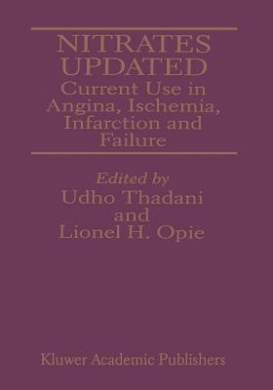 NITRATES
UPDATED
Current Use in
Angina, Ischemia,
Infarction and
Failure
Edited by
Udho Thadani
and
Lionel H. Opie
Kluwer Academic Publishers